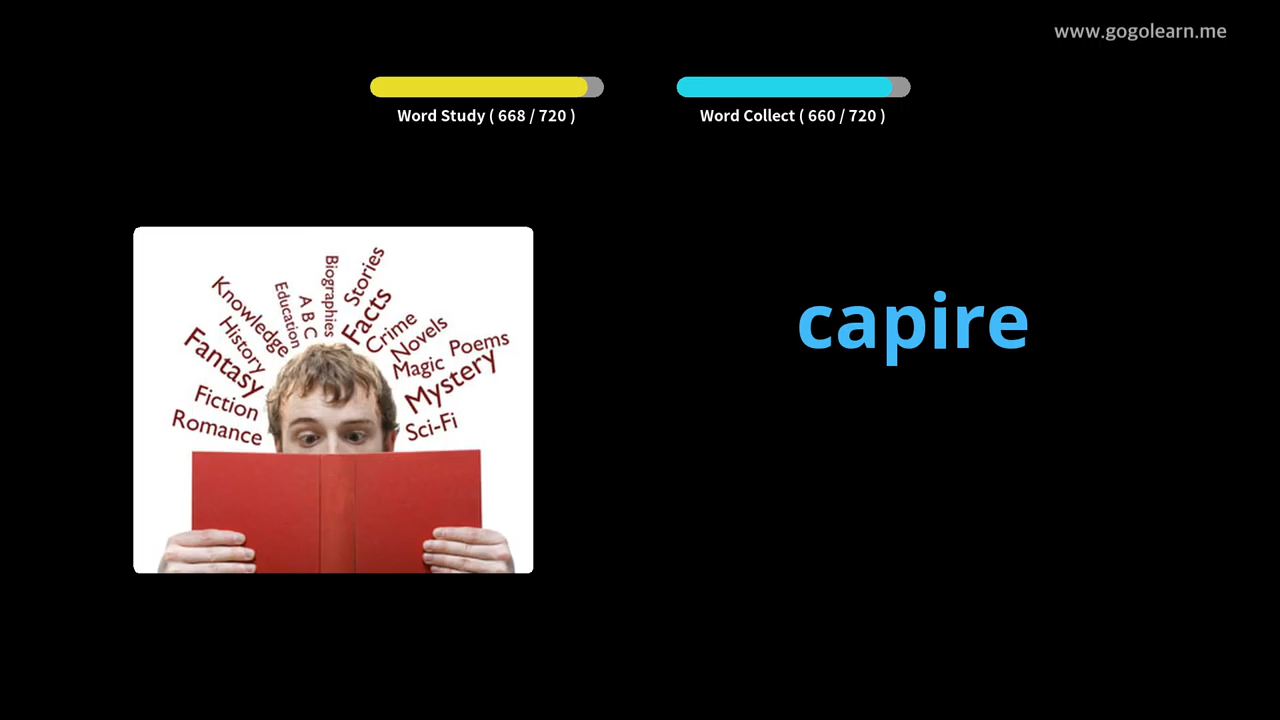 www.gogolearn.me
Word Study ( 668 / 720 )
Word Collect ( 660 / 720 )
Knowledge
Education
A B C
Biographies
Stories
Facts
History
Crime
Novels
Fantasy
Magic
Poems
Mystery
Fiction
Romance
Sci-Fi
capire